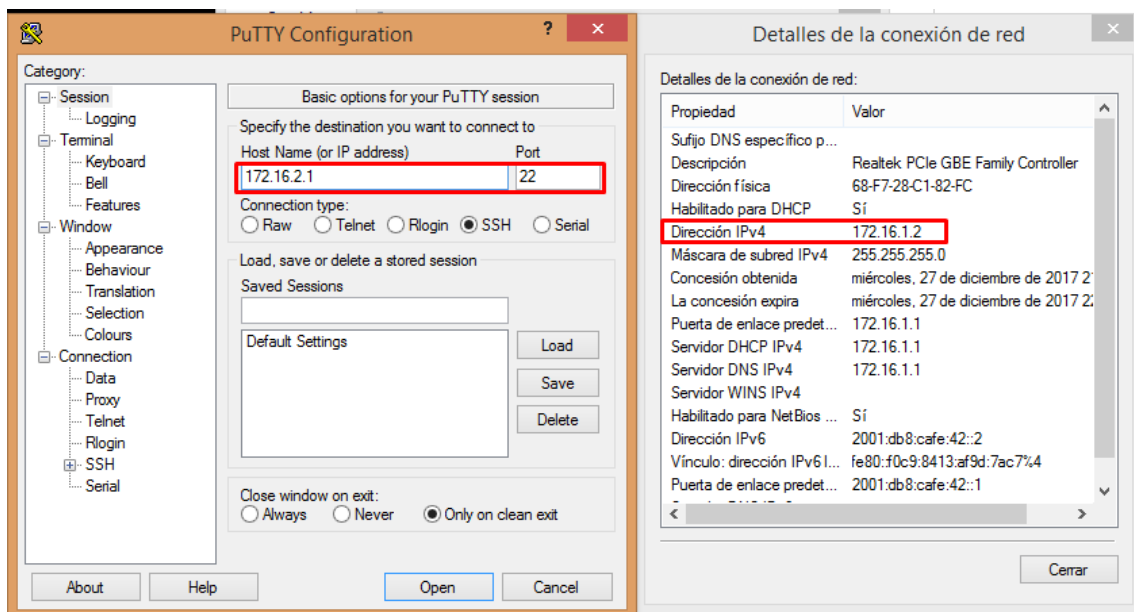 PuTTY Configuration
?
×
Category:
Session
Logging
Terminal
Keyboard
Bell
Features
Window
Appearance
Behaviour
Translation
Selection
Colours
Connection
Data
Proxy
Telnet
Rlogin
SSH
Serial
Basic options for your PuTTY session
Specify the destination you want to connect to
Host Name (or IP address) Port
172.16.2.1 22
Connection type:
Raw Telnet Rlogin SSH Serial
Load, save or delete a stored session
Saved Sessions
Default Settings
Load
Save
Delete
Close window on exit:
Always Never Only on clean exit
About Help Open Cancel
Detalles de la conexión de red
×
Detalles de la conexión de red:
Propiedad Valor
Sufijo DNS específico p...
Descripción Realtek PCIe GBE Family Controller
Dirección física 68-F7-28-C1-82-FC
Habilitado para DHCP Sí
Dirección IPv4 172.16.1.2
Máscara de subred IPv4 255.255.255.0
Concesión obtenida miércoles, 27 de diciembre de 2017
La concesión expira miércoles, 27 de diciembre de 2017
Puerta de enlace predet... 172.16.1.1
Servidor DHCP IPv4 172.16.1.1
Servidor DNS IPv4 172.16.1.1
Servidor WINS IPv4
Habilitado para NetBios ... Sí
Dirección IPv6 2001:db8:cafe:42::2
Vínculo: dirección IPv6 l... fe80::f0c9:8413:af9d:7ac7%4
Puerta de enlace predet... 2001:db8:cafe:42::1
Cerrar